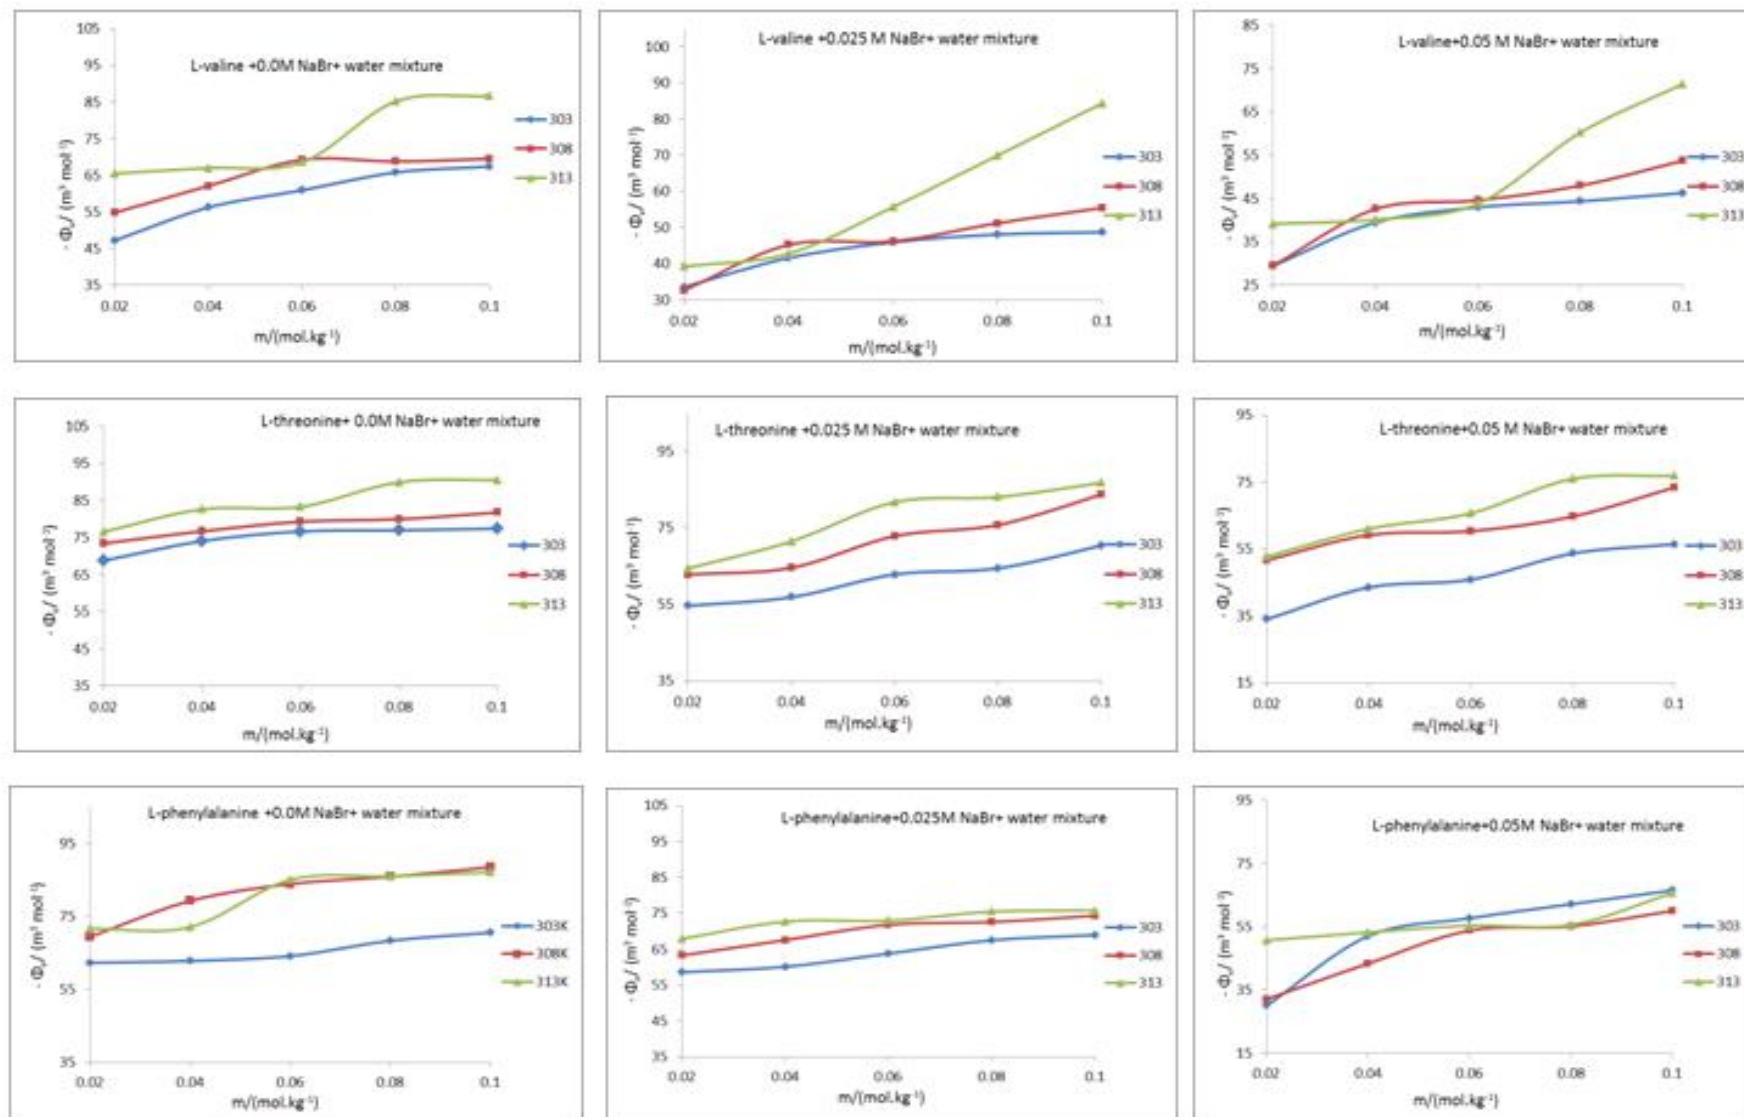 L-valine +0.0M NaBr+ water mixture
105
95
85
75
65
55
45
35
0.02 0.04 0.06 0.08 0.1
m/(mol.kg⁻¹)
303
308
313
L-valine +0.025 M NaBr+ water mixture
100
90
80
70
60
50
40
30
0.02 0.04 0.06 0.08 0.1
m/(mol.kg⁻¹)
303
308
313
L-valine+0.05 M NaBr+ water mixture
85
75
65
55
45
35
25
0.02 0.04 0.06 0.08 0.1
m/(mol.kg⁻¹)
303
308
313
L-threonine+ 0.0M NaBr+ water mixture
105
95
85
75
65
55
45
35
0.02 0.04 0.06 0.08 0.1
m/(mol.kg⁻¹)
303
308
313
L-threonine +0.025 M NaBr+ water mixture
95
75
55
35
0.02 0.04 0.06 0.08 0.1
m/(mol.kg⁻¹)
303
308
313
L-threonine+0.05 M NaBr+ water mixture
95
75
55
35
15
0.02 0.04 0.06 0.08 0.1
m/(mol.kg⁻¹)
303
308
313
L-phenylalanine +0.0M NaBr+ water mixture
95
75
55
35
0.02 0.04 0.06 0.08 0.1
m/(mol.kg⁻¹)
303K
308K
313K
L-phenylalanine+0.025M NaBr+ water mixture
105
95
85
75
65
55
45
35
0.02 0.04 0.06 0.08 0.1
m/(mol.kg⁻¹)
303
308
313
L-phenylalanine+0.05M NaBr+ water mixture
95
75
55
35
15
0.02 0.04 0.06 0.08 0.1
m/(mol.kg⁻¹)
303
308
313